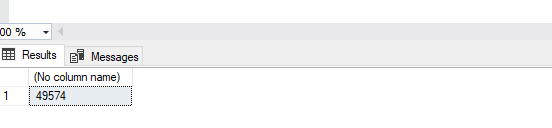 00 %
Results Messages
(No column name)
1 49574